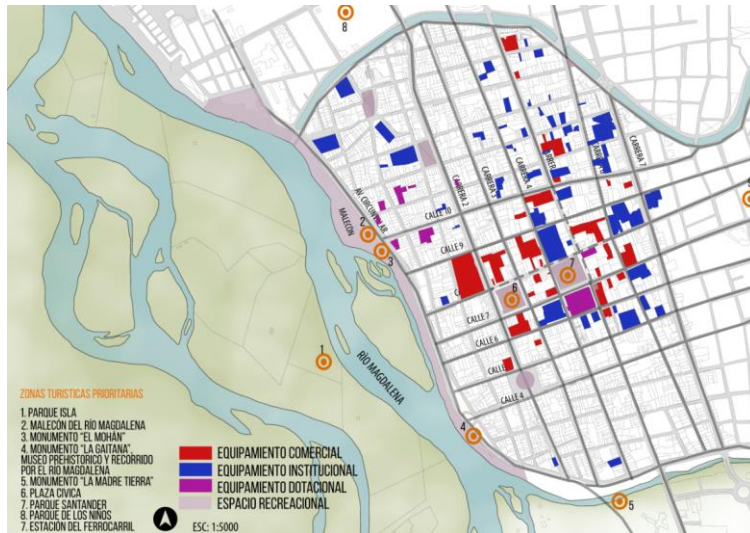 8
CARRERA 7
CARRERA 4
CARRERA 3
CARRERA 2
AV. CIRCUNVALAR
CALLE 10
MALECÓN
2
3
CALLE 9
7
6
CALLE 7
CALLE 6
CALLE 4
1
RÍO MAGDALENA
4
5
ZONAS TURISTICAS PRIORITARIAS
1. PARQUE ISLA
2. MALECÓN DEL RÍO MAGDALENA
3. MONUMENTO "EL MOHÁN"
4. MONUMENTO "LA GAITANA",
MUSEO PREHISTORICO Y RECORRIDO
POR EL RIO MAGDALENA
5. MONUMENTO "LA MADRE TIERRA"
6. PLAZA CIVICA
7. PARQUE SANTANDER
8. PARQUE DE LOS NIÑOS
7. ESTACIÓN DEL FERROCARRIL
EQUIPAMIENTO COMERCIAL
EQUIPAMIENTO INSTITUCIONAL
EQUIPAMIENTO DOTACIONAL
ESPACIO RECREACIONAL
ESC: 1:5000